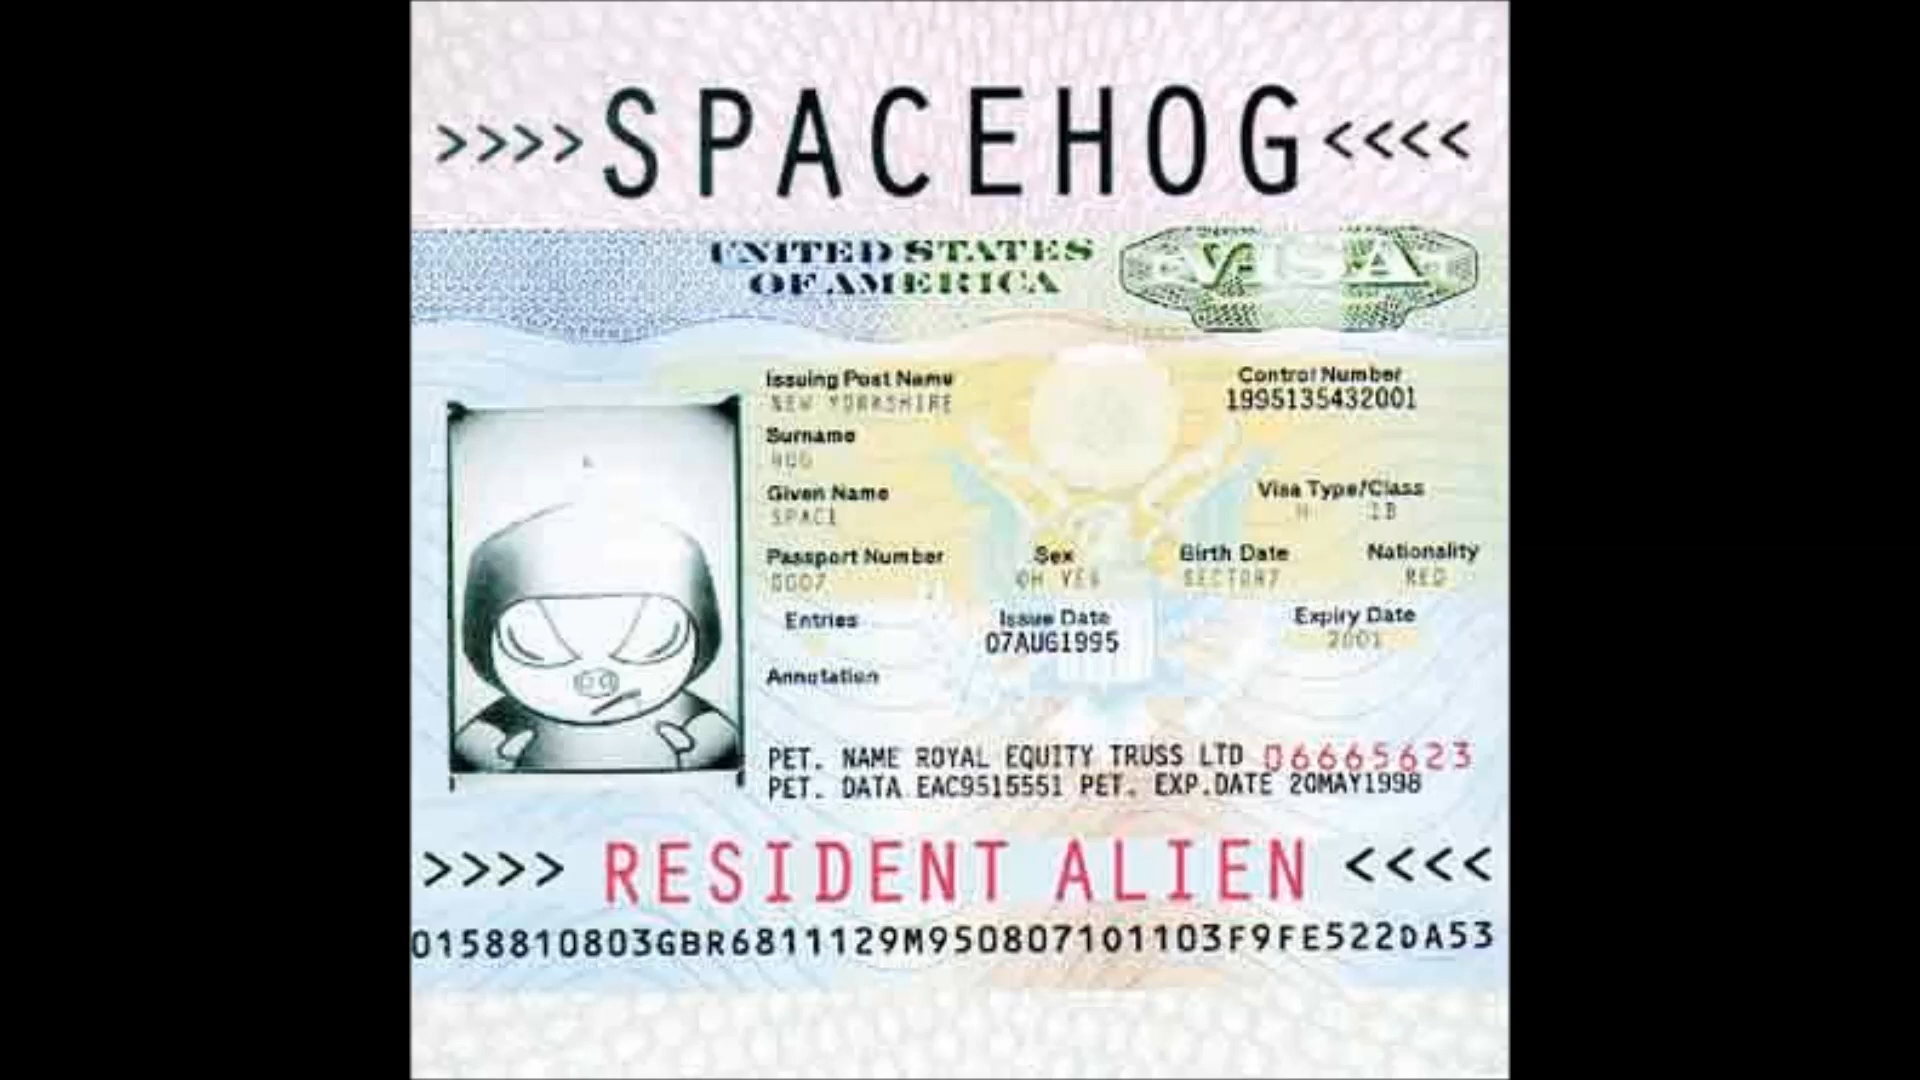 >>>> SPACEHOG <<<<
UNITED STATES
OF AMERICA
VISA
Issuing Post Name
NEW YORKSHIRE
Control Number
1995135432001
Surname
HOG
Given Name
SPACE
Visa Type/Class
H 1B
Passport Number
0007
Sex
OH YES
Birth Date
SECTOR7
Nationality
RED
Entries
Issue Date
07AUG1995
Expiry Date
2001
Annotation
PET. NAME ROYAL EQUITY TRUSS LTD 06665623
PET. DATA EAC9515551 PET. EXP.DATE 20MAY1998
>>>> RESIDENT ALIEN <<<<
0158810803GBR6811129M950807101103F9FE522DA53